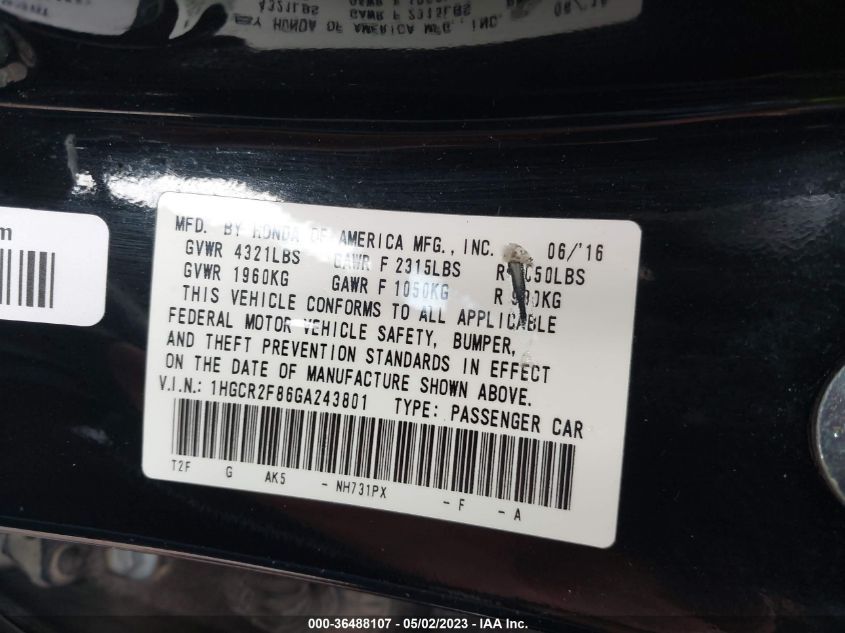 MFD. BY HONDA OF AMERICA MFG., INC. 06/'16
GVWR 4321LBS GAWR F 2315LBS R
GVWR 1960KG GAWR F 1050KG R
THIS VEHICLE CONFORMS TO ALL APPLICABLE
FEDERAL MOTOR VEHICLE SAFETY, BUMPER,
AND THEFT PREVENTION STANDARDS IN EFFECT
ON THE DATE OF MANUFACTURE SHOWN ABOVE.
V.I.N.: 1HGCR2F86GA243801 TYPE: PASSENGER CAR
T2F G AK5 - NH731PX - F - A
000-36488107 - 05/02/2023 - IAA Inc.